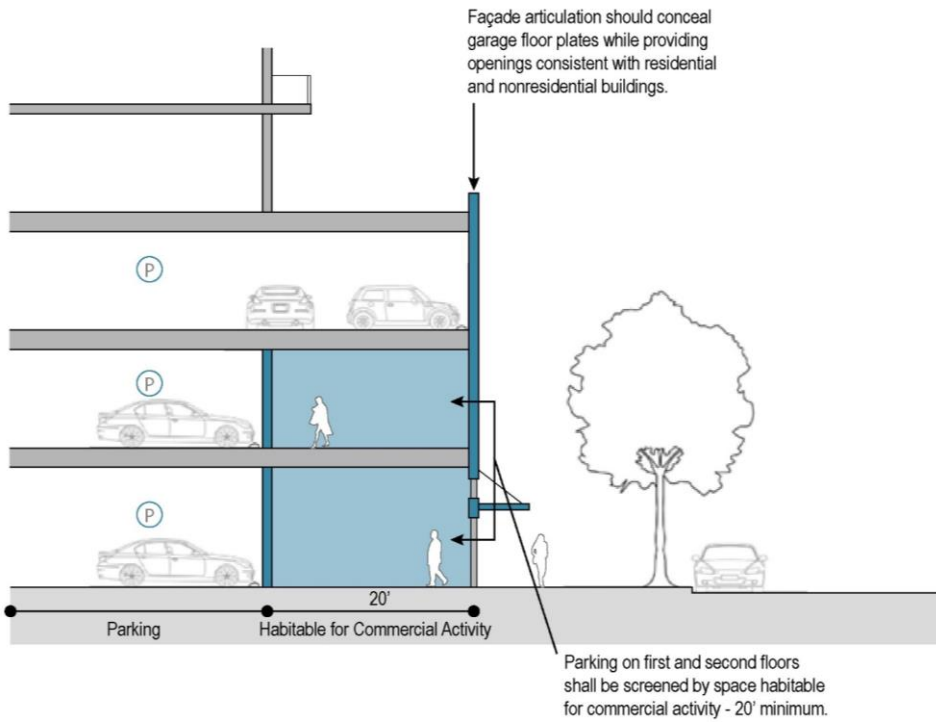 Façade articulation should conceal
garage floor plates while providing
openings consistent with residential
and nonresidential buildings.
P
P
P
20'
Parking
Habitable for Commercial Activity
Parking on first and second floors
shall be screened by space habitable
for commercial activity - 20' minimum.